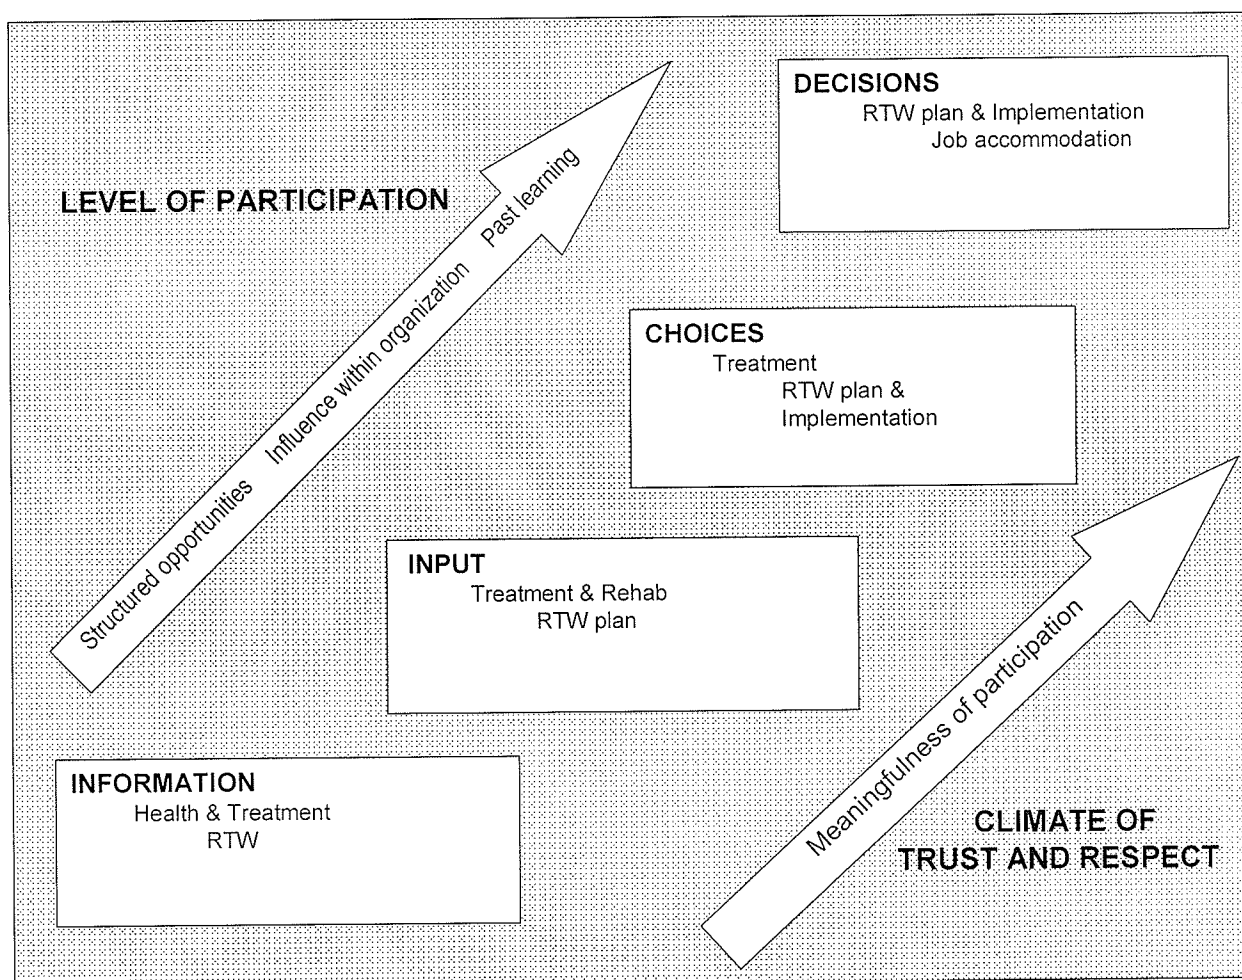 DECISIONS
RTW plan & Implementation
Job accommodation
LEVEL OF PARTICIPATION
Structured opportunities Influence within organization Past learning
CHOICES
Treatment
RTW plan &
Implementation
INPUT
Treatment & Rehab
RTW plan
Meaningfulness of participation
INFORMATION
Health & Treatment
RTW
CLIMATE OF
TRUST AND RESPECT